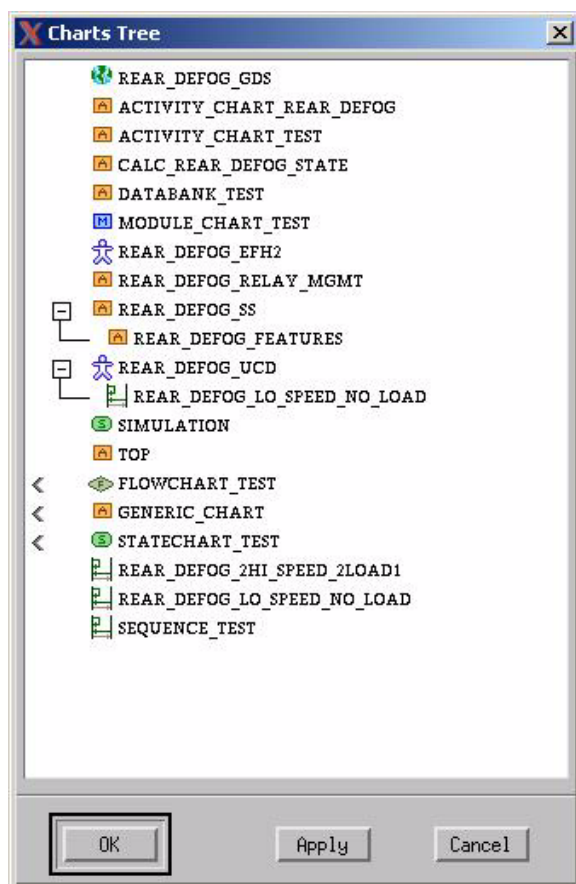 Charts Tree
REAR_DEFOG_GDS
A ACTIVITY_CHART_REAR_DEFOG
A ACTIVITY_CHART_TEST
A CALC_REAR_DEFOG_STATE
A DATABANK_TEST
M MODULE_CHART_TEST
REAR_DEFOG_EFH2
A REAR_DEFOG_RELAY_MGMT
A REAR_DEFOG_SS
A REAR_DEFOG_FEATURES
REAR_DEFOG_UCD
REAR_DEFOG_LO_SPEED_NO_LOAD
S SIMULATION
A TOP
< F FLOWCHART_TEST
< A GENERIC_CHART
< S STATECHART_TEST
REAR_DEFOG_2HI_SPEED_2LOAD1
REAR_DEFOG_LO_SPEED_NO_LOAD
SEQUENCE_TEST
OK Apply Cancel